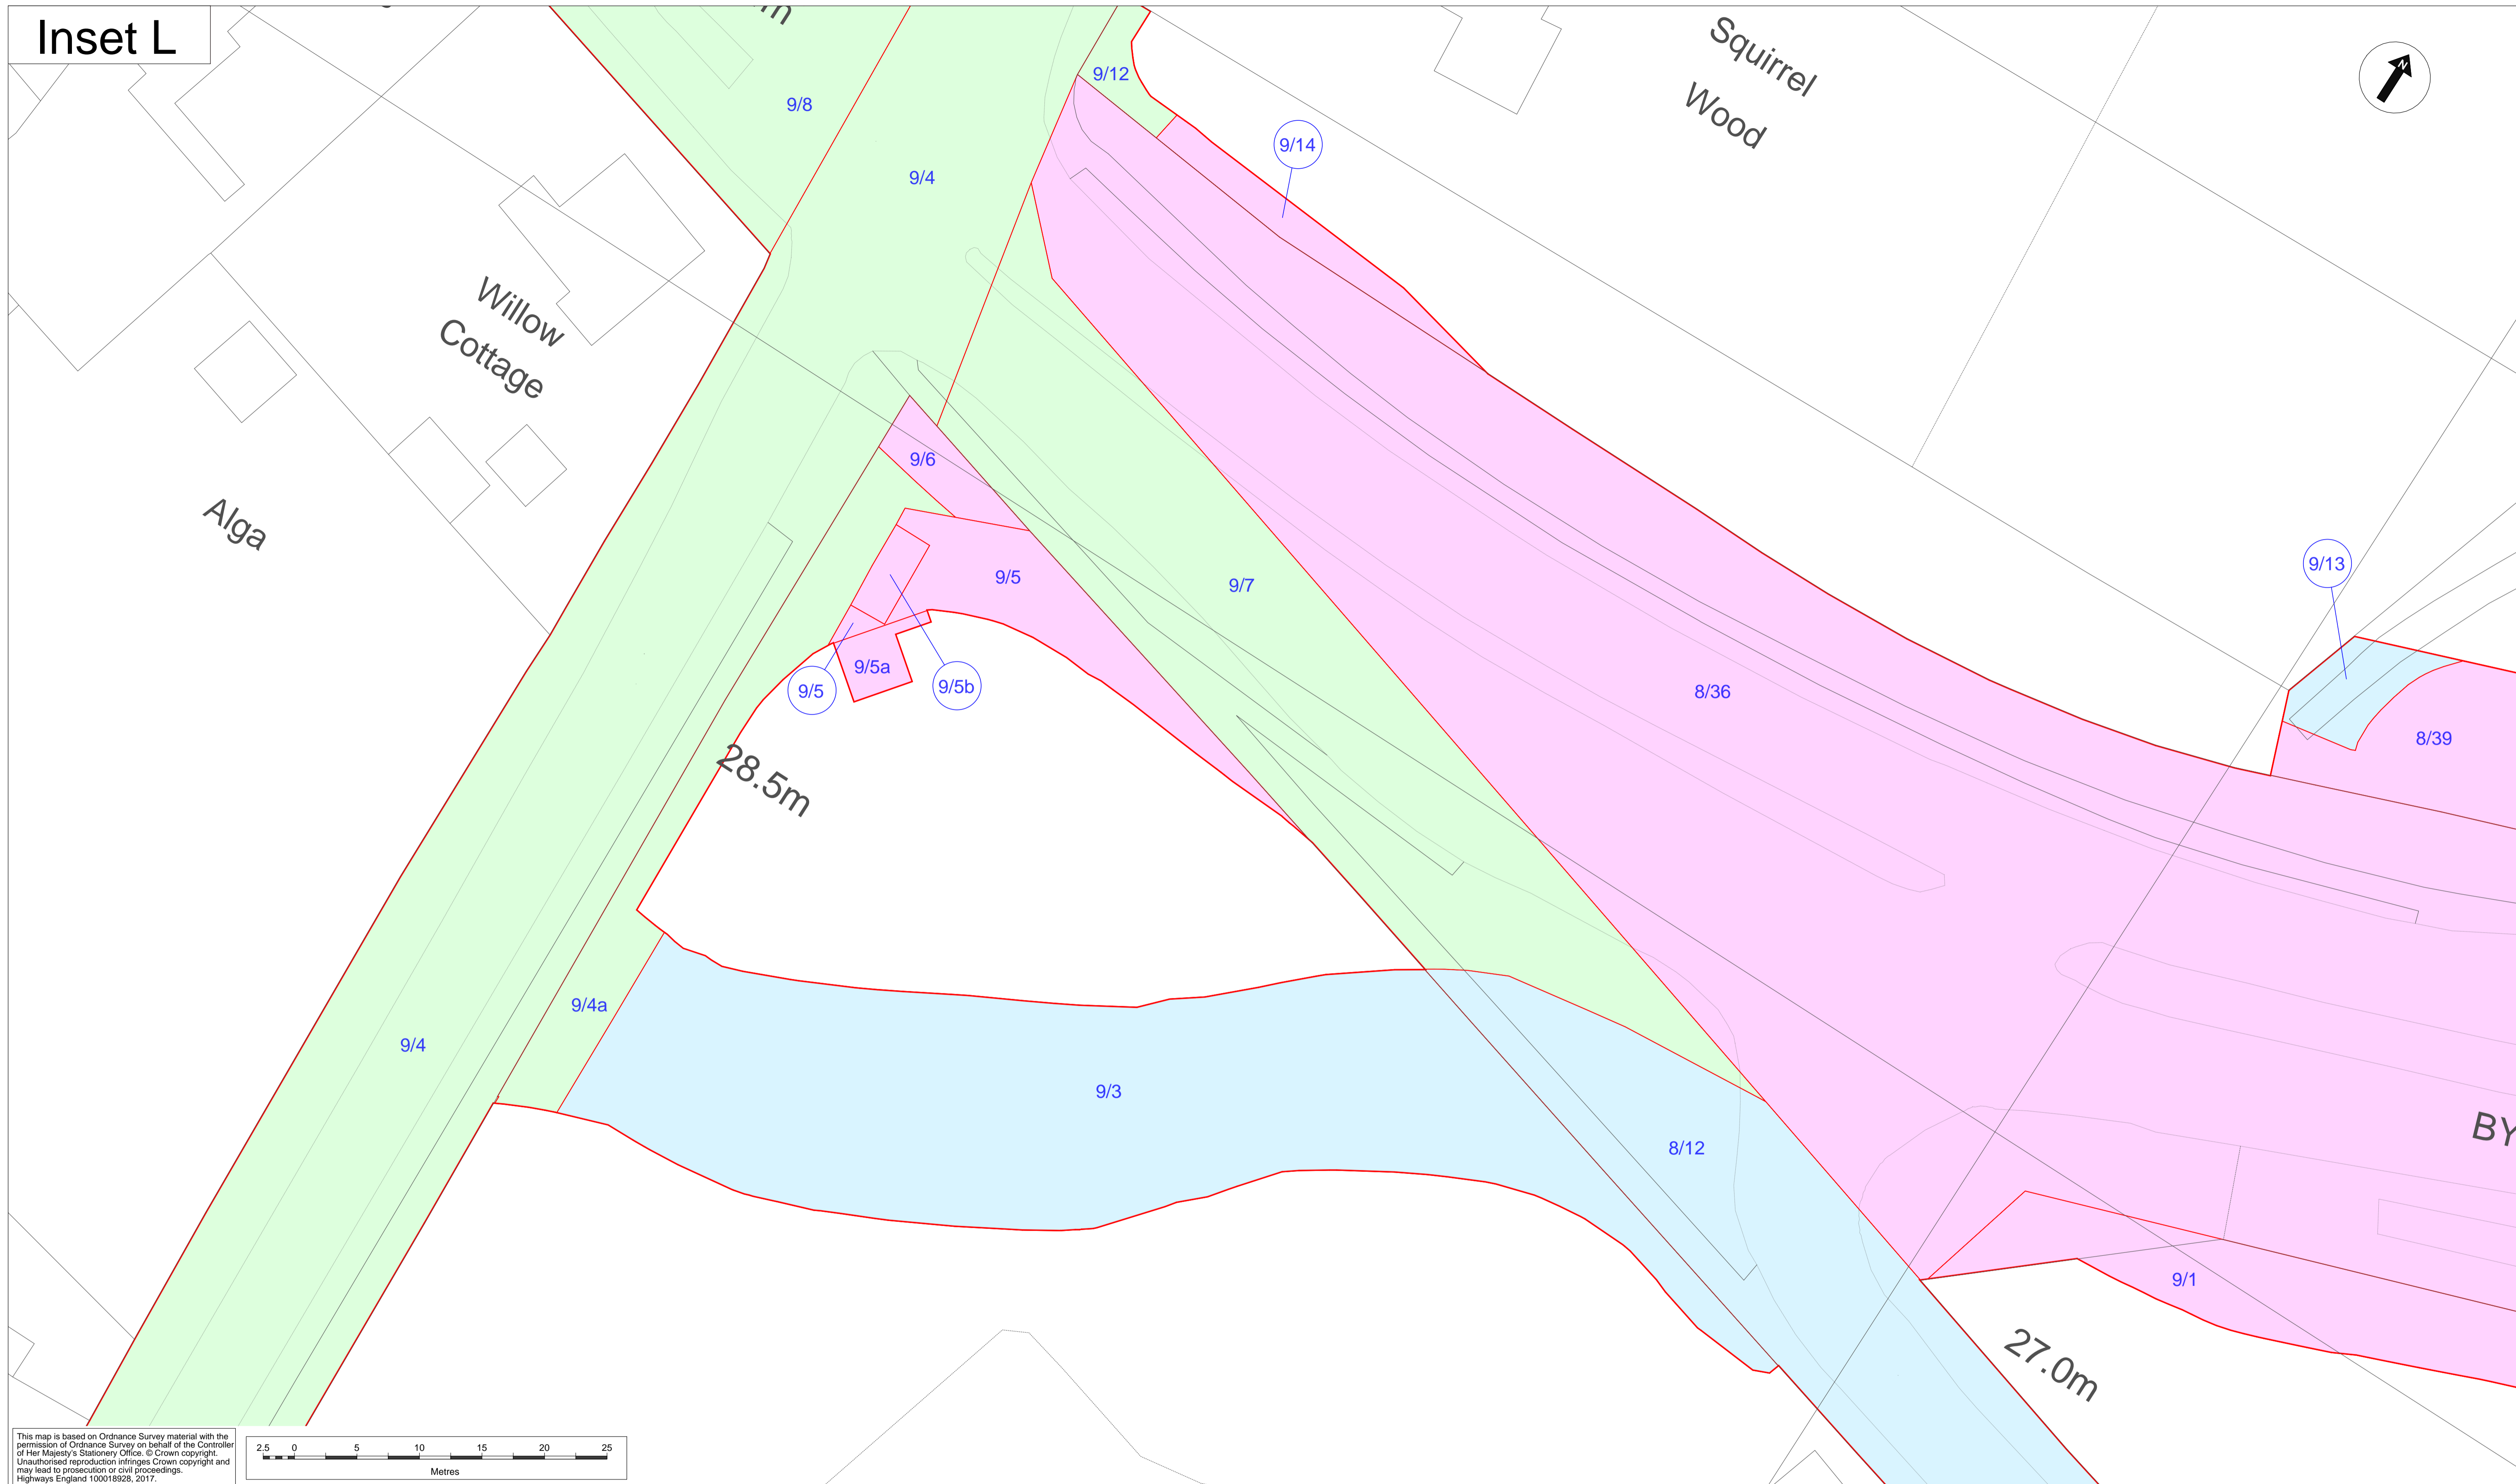 Inset L
m
Squirrel
Wood
N
9/12
9/8
9/14
9/4
Willow
Cottage
9/6
Alga
9/5
9/7
9/13
9/5a
9/5
9/5b
8/36
8/39
28.5m
9/4a
9/4
9/3
8/12
BY
9/1
27.0m
This map is based on Ordnance Survey material with the
permission of Ordnance Survey on behalf of the Controller
of Her Majesty's Stationery Office. © Crown copyright.
Unauthorised reproduction infringes Crown copyright and
may lead to prosecution or civil proceedings.
Highways England 100018928, 2017.
2.5 0 5 10 15 20 25
Metres